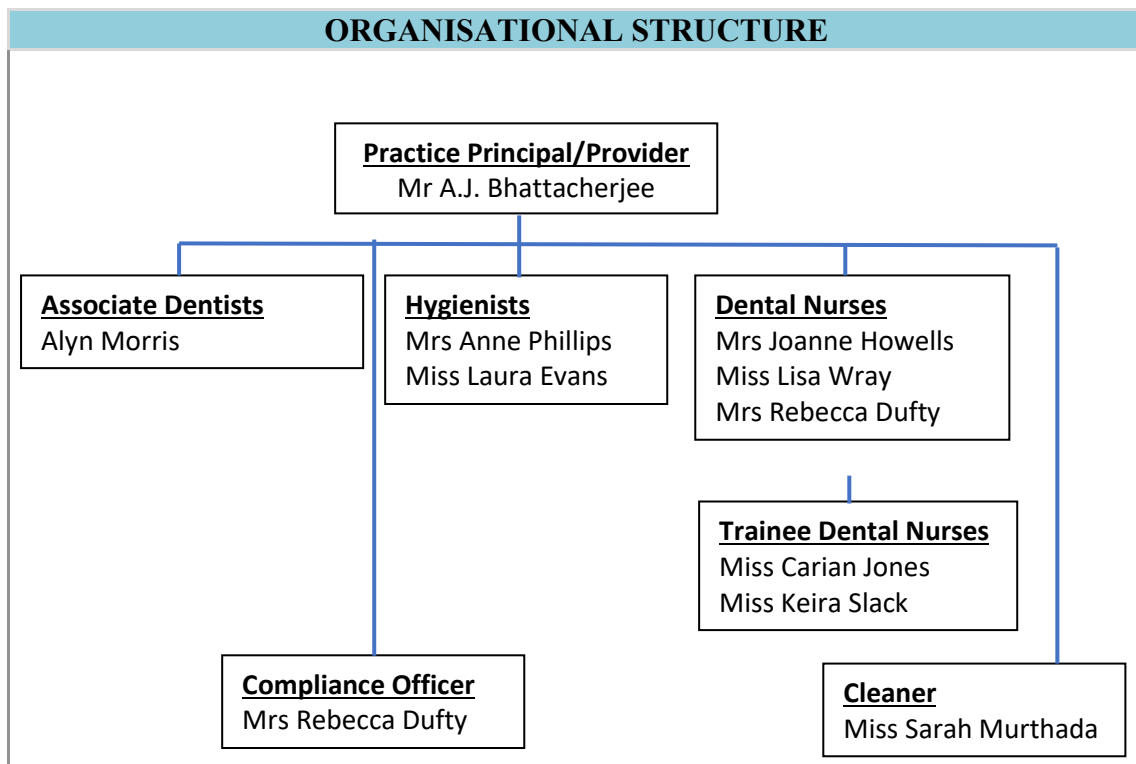 ORGANISATIONAL STRUCTURE
Practice Principal/Provider
Mr A.J. Bhattacherjee
Associate Dentists
Alyn Morris
Hygienists
Mrs Anne Phillips
Miss Laura Evans
Dental Nurses
Mrs Joanne Howells
Miss Lisa Wray
Mrs Rebecca Dufty
Trainee Dental Nurses
Miss Carian Jones
Miss Keira Slack
Compliance Officer
Mrs Rebecca Dufty
Cleaner
Miss Sarah Murthada